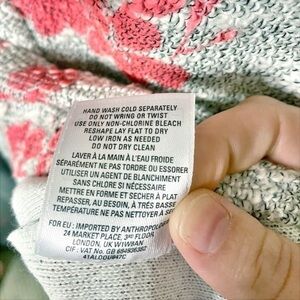 HAND WASH COLD SEPARATELY
DO NOT WRING OR TWIST
USE ONLY NON-CHLORINE BLEACH
RESHAPE LAY FLAT TO DRY
LOW IRON AS NEEDED
DO NOT DRY CLEAN
LAVER À LA MAIN À L'EAU FROIDE
SÉPARÉMENT NE PAS TORDRE OU ESSORER
UTILISER UN AGENT DE BLANCHIMENT
SANS CHLORE SI NÉCESSAIRE
METTRE EN FORME ET SECHER À PLAT
REPASSER, AU BESOIN, À TRÈS BASSE
TEMPÉRATURE NE PAS NETTOYER À
FOR EU : IMPORTED BY
24 MARKET PLACE, 3RD FLOOR
LONDON, UK W1W8AN
CIF : VAT No. GB